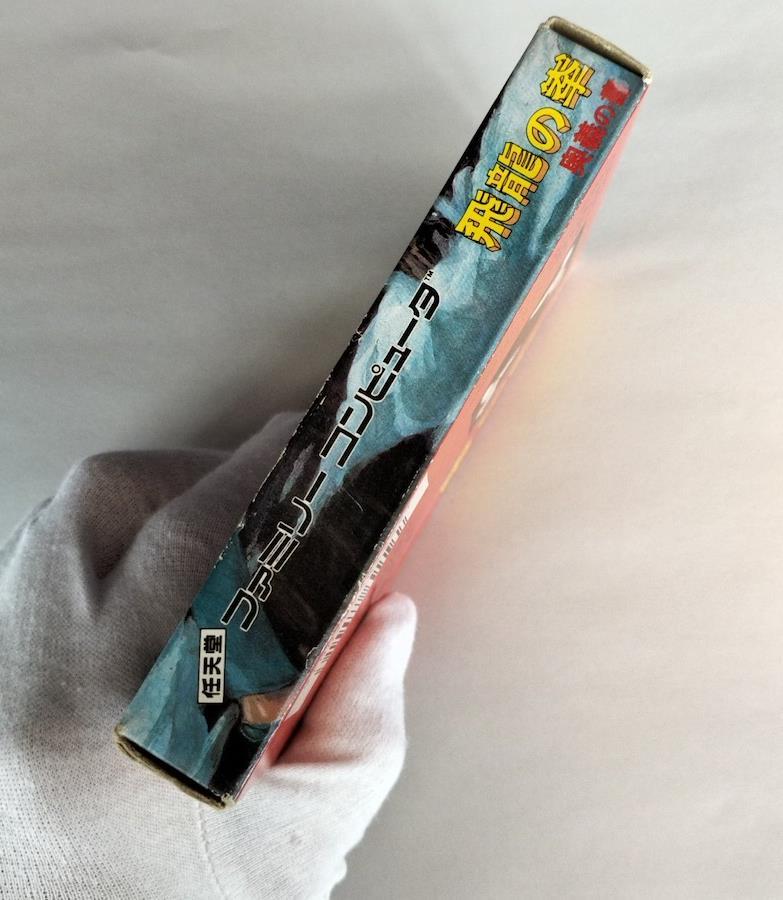 任天堂
ファミリー コンピュータ™
飛龍の拳
奥義の書